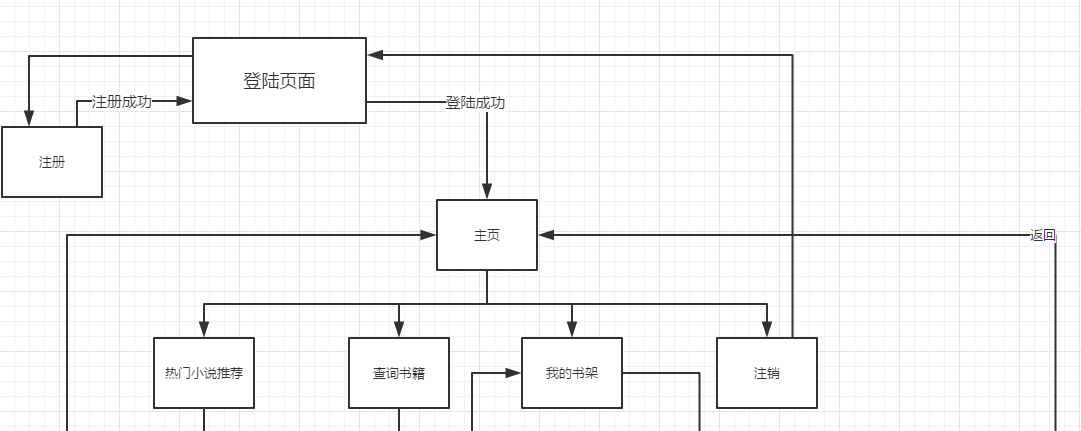 登陆页面
注册成功
登陆成功
注册
主页
返回
热门小说推荐
查询书籍
我的书架
注销